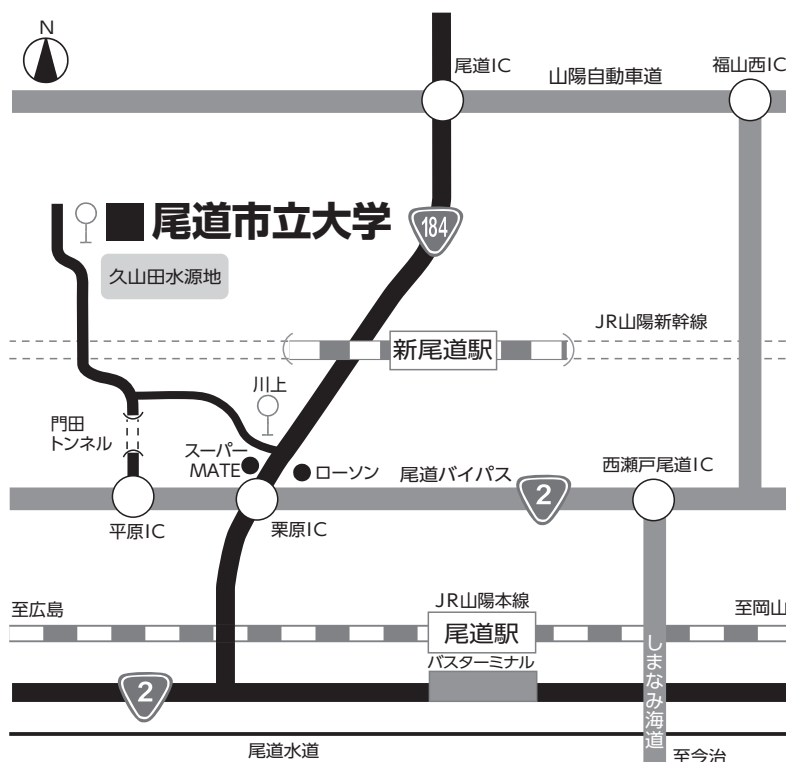 N
尾道IC
山陽自動車道
福山西IC
尾道市立大学
184
久山田水源地
JR山陽新幹線
新尾道駅
川上
門田
トンネル
スーパー
MATE
ローソン
尾道バイパス
2
西瀬戸尾道IC
平原IC
栗原IC
至広島
JR山陽本線
至岡山
尾道駅
バスターミナル
しまなみ海道
2
尾道水道
至今治